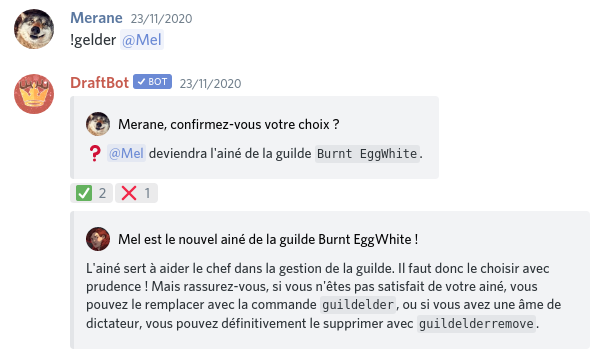 Merane 23/11/2020
!gelder @Mel
DraftBot ✔ BOT 23/11/2020
Merane, confirmez-vous votre choix ?
❓ @Mel deviendra l'ainé de la guilde Burnt EggWhite.
✅ 2 ❌ 1
Mel est le nouvel ainé de la guilde Burnt EggWhite !
L'ainé sert à aider le chef dans la gestion de la guilde. Il faut donc le choisir avec
prudence ! Mais rassurez-vous, si vous n'êtes pas satisfait de votre ainé, vous
pouvez le remplacer avec la commande guildelder, ou si vous avez une âme de
dictateur, vous pouvez définitivement le supprimer avec guildelderremove.